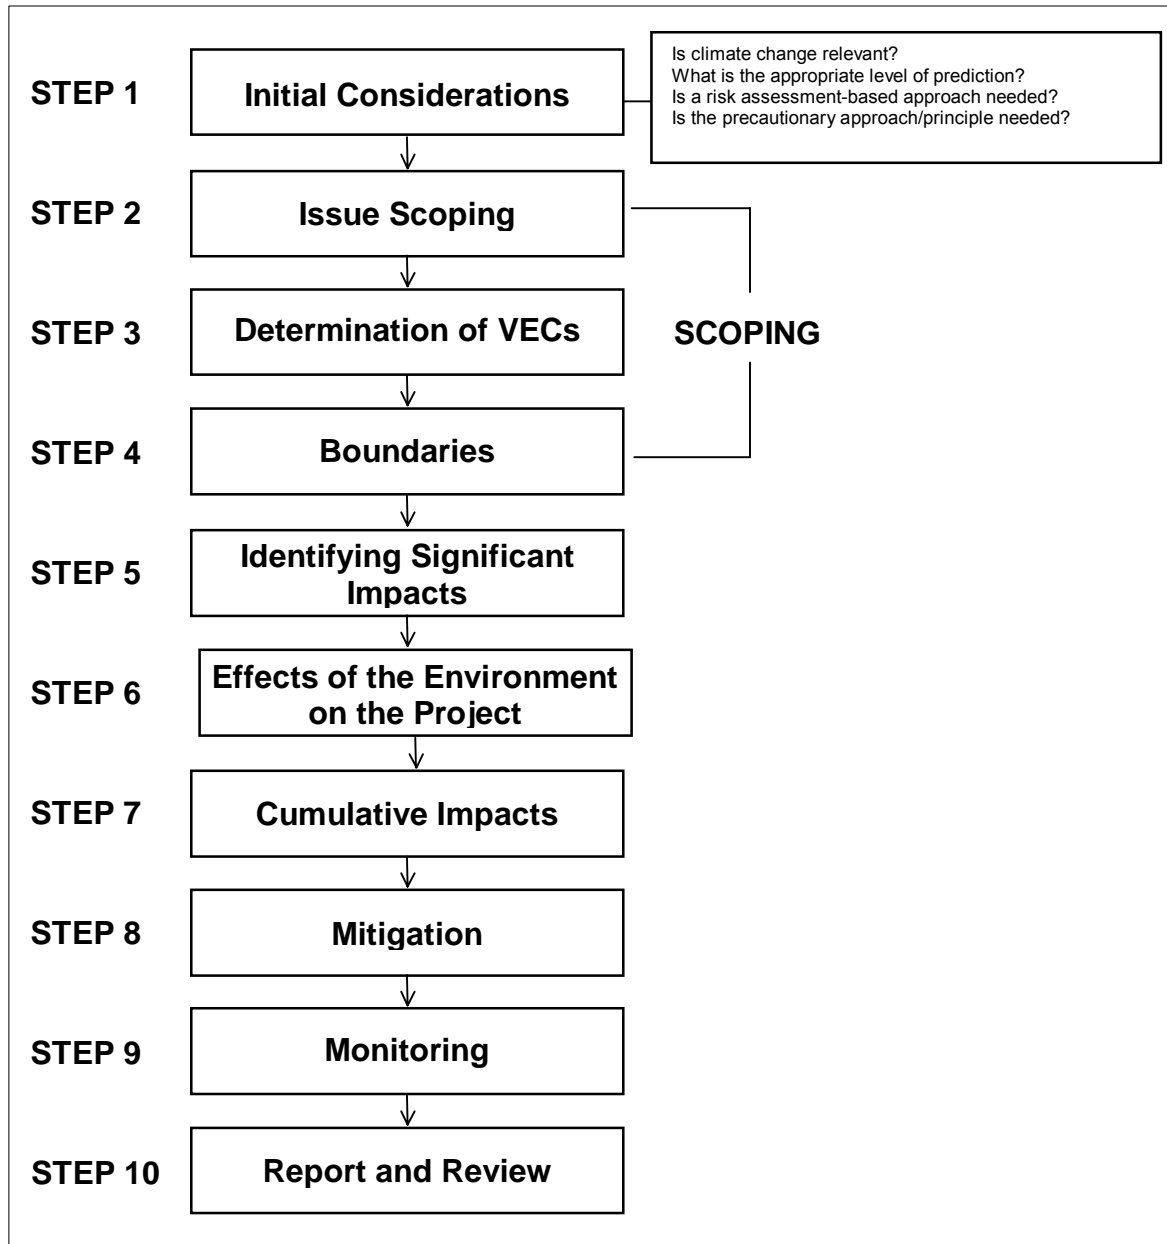 STEP 1
Initial Considerations
Is climate change relevant?
What is the appropriate level of prediction?
Is a risk assessment-based approach needed?
Is the precautionary approach/principle needed?
STEP 2
Issue Scoping
STEP 3
Determination of VECs
SCOPING
STEP 4
Boundaries
STEP 5
Identifying Significant
Impacts
STEP 6
Effects of the Environment
on the Project
STEP 7
Cumulative Impacts
STEP 8
Mitigation
STEP 9
Monitoring
STEP 10
Report and Review